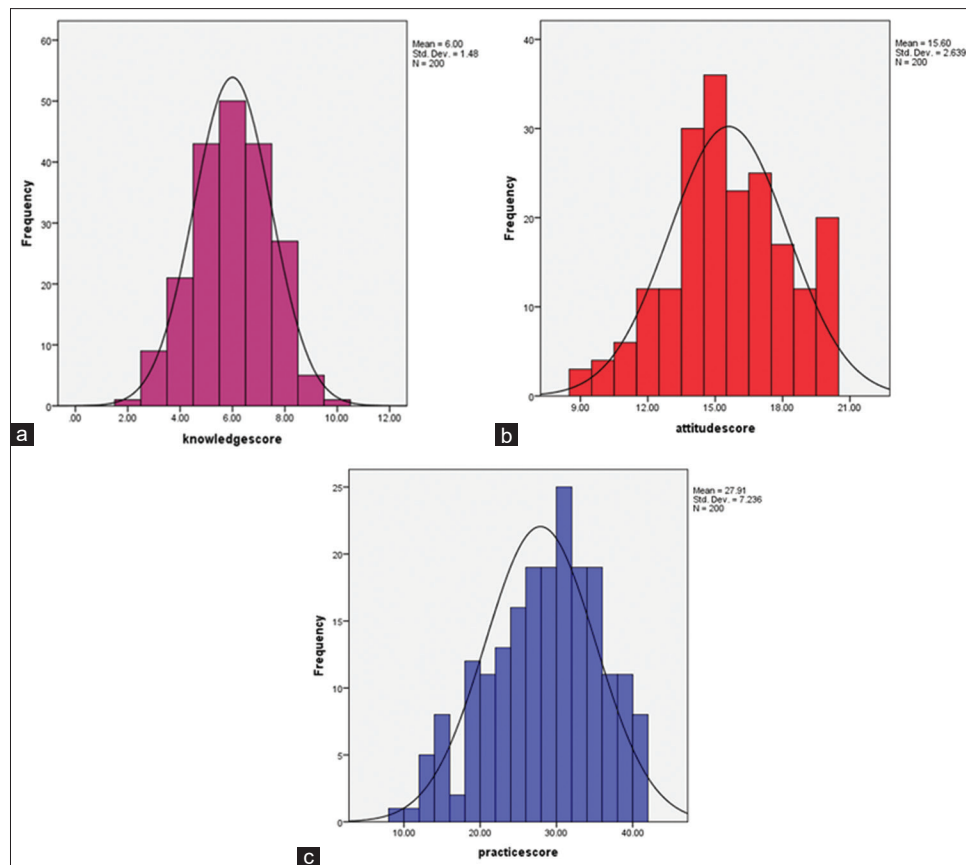 60
50
40
30
20
10
0
Frequency
.00 2.00 4.00 6.00 8.00 10.00 12.00
knowledgescore
Mean = 6.00
Std. Dev. = 1.48
N = 200
a
40
30
20
10
0
Frequency
9.00 12.00 15.00 18.00 21.00
attitudescore
Mean = 15.60
Std. Dev. = 2.639
N = 200
b
25
20
15
10
5
0
Frequency
10.00 20.00 30.00 40.00
practicescore
Mean = 27.91
Std. Dev. = 7.236
N = 200
c